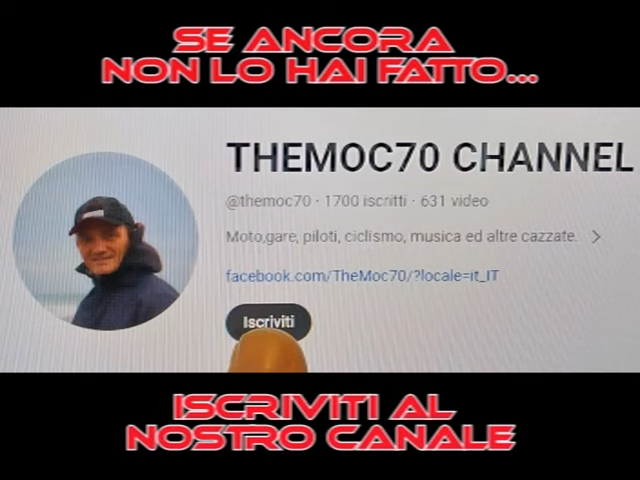 SE ANCORA
NON LO HAI FATTO...
THEMOC70 CHANNEL
@themoc70 · 1700 iscritti · 631 video
Moto,gare, piloti, ciclismo, musica ed altre cazzate. >
facebook.com/TheMoc70/?locale=it_IT
Iscriviti
ISCRIVITI AL
NOSTRO CANALE